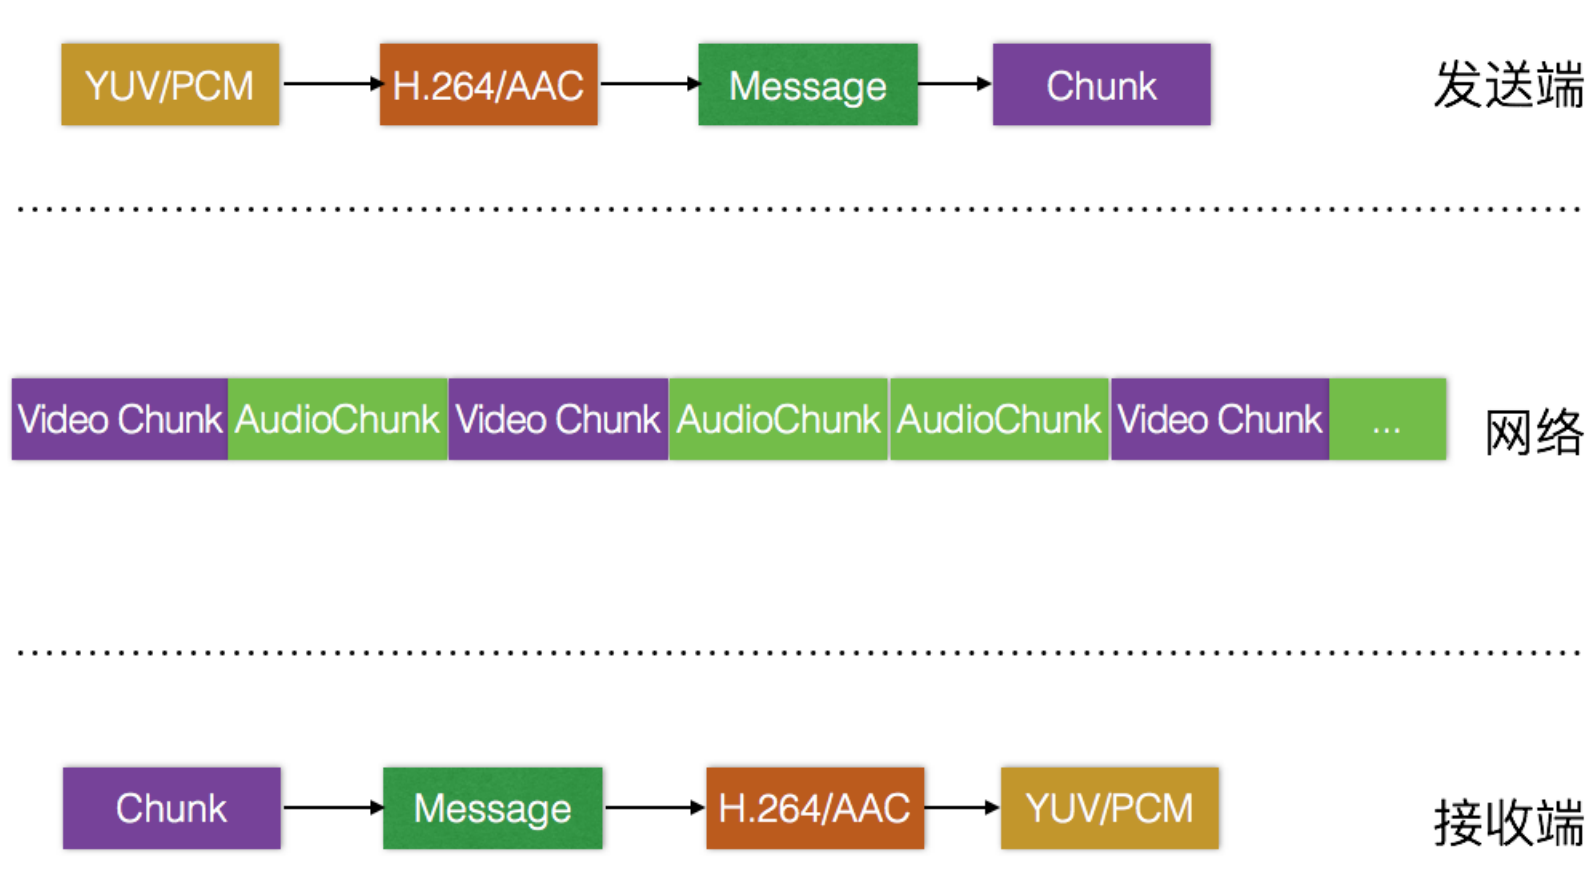 YUV/PCM H.264/AAC Message Chunk 发送端
Video Chunk AudioChunk Video Chunk AudioChunk AudioChunk Video Chunk ... 网络
Chunk Message H.264/AAC YUV/PCM 接收端